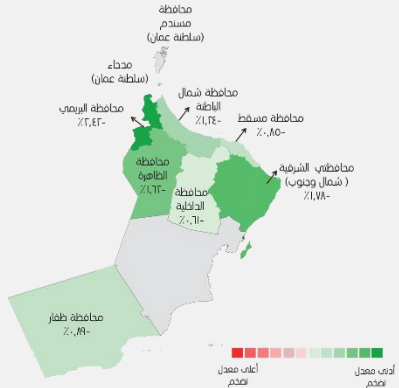 محافظة
مسندم
(سلطنة عمان)
مدحاء
(سلطنة عمان)
محافظة شمال
الباطنة
-١,٢٤٪
محافظة البريمي
-٢,٤٢٪
محافظة مسقط
-٠,٨٥٪
محافظة
الظاهرة
-١,٦٢٪
محافظتي الشرقية
( شمال وجنوب)
-١,٧٨٪
محافظة
الداخلية
-٠,٦١٪
محافظة ظفار
-٠,٨٩٪
أعلى معدل
تضخم
أدنى معدل
تضخم